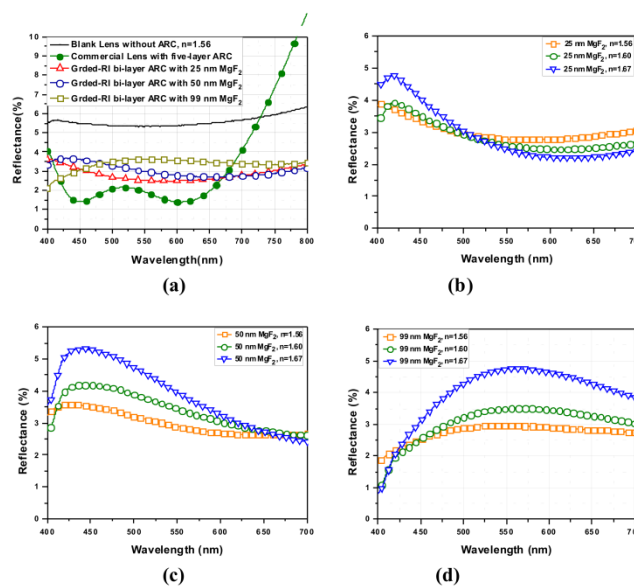 Blank Lens without ARC, n=1.56
Commercial Lens with five-layer ARC
Grded-RI bi-layer ARC with 25 nm MgF2
Grded-RI bi-layer ARC with 50 nm MgF2
Grded-RI bi-layer ARC with 99 nm MgF2
Reflectance(%)
10
9
8
7
6
5
4
3
2
1
0
400 450 500 550 600 650 700 750 800
Wavelength(nm)
(a)
25 nm MgF2, n=1.56
25 nm MgF2, n=1.60
25 nm MgF2, n=1.67
Reflectance (%)
6
5
4
3
2
1
0
400 450 500 550 600 650 700
Wavelength (nm)
(b)
50 nm MgF2, n=1.56
50 nm MgF2, n=1.60
50 nm MgF2, n=1.67
Reflectance (%)
6
5
4
3
2
1
0
400 450 500 550 600 650 700
Wavelength (nm)
(c)
99 nm MgF2, n=1.56
99 nm MgF2, n=1.60
99 nm MgF2, n=1.67
Reflectance (%)
6
5
4
3
2
1
0
400 450 500 550 600 650 700
Wavelength (nm)
(d)